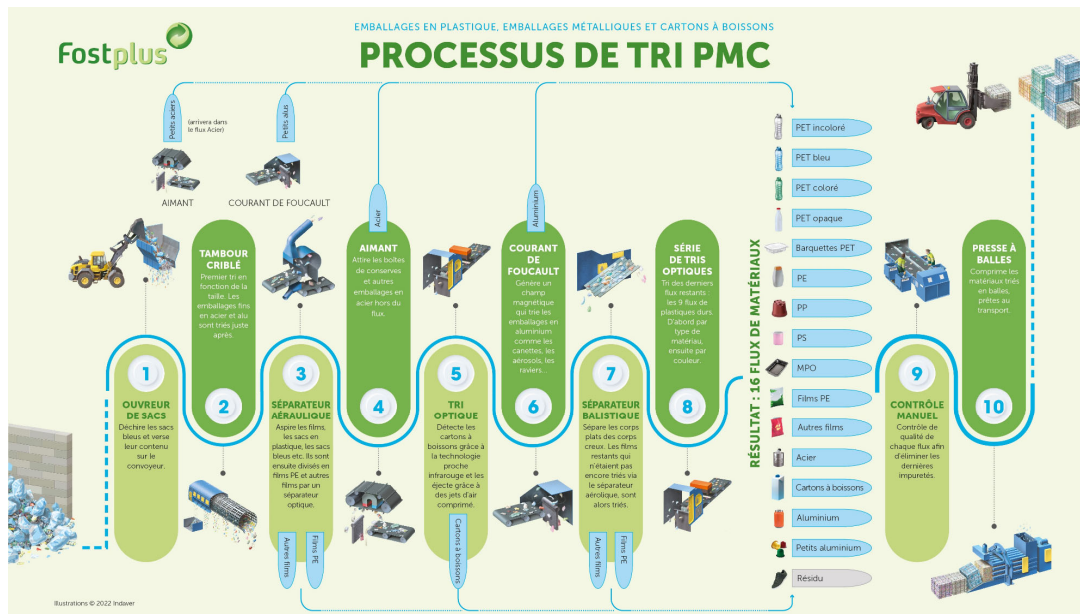 EMBALLAGES EN PLASTIQUE, EMBALLAGES MÉTALLIQUES ET CARTONS À BOISSONS
Fostplus
PROCESSUS DE TRI PMC
Petits aciers
(arrivera dans
le flux Acier)
Petits alus
AIMANT
COURANT DE FOUCAULT
Acier
Aluminium
1
OUVREUR
DE SACS
Déchire les sacs
bleus et verse
leur contenu
sur le
convoyeur.
TAMBOUR
CRIBLÉ
Premier tri en
fonction de la
taille. Les
emballages fins
en acier et alu
sont triés juste
après.
2
3
SÉPARATEUR
AÉRAULIQUE
Aspire les films,
les sacs en
plastique, les sacs
bleus etc. Ils sont
ensuite divisés en
films PE et autres
films par un
séparateur
optique.
Autres films
Films PE
AIMANT
Attire les boîtes
de conserves
et autres
emballages en
acier hors du
flux.
4
5
TRI
OPTIQUE
Détecte les
cartons à
boissons grâce à
la technologie
proche
infrarouge et les
éjecte grâce à
des jets d'air
comprimé.
Cartons à boissons
COURANT
DE FOUCAULT
Génère un
champ
magnétique
qui trie les
emballages en
aluminium
comme les
canettes, les
aérosols, les
raviers...
6
7
SÉPARATEUR
BALISTIQUE
Sépare les corps
plats des corps
creux. Les films
restants qui
n'étaient pas
encore triés via
le séparateur
aérolique, sont
alors triés.
Autres films
Films PE
SÉRIE
DE TRIS
OPTIQUES
Tri des derniers
flux restants :
les 9 flux de
plastiques durs.
D'abord par
type de
matériau,
ensuite par
couleur.
8
RÉSULTAT : 16 FLUX DE MATÉRIAUX
PET incoloré
PET bleu
PET coloré
PET opaque
Barquettes PET
PE
PP
PS
MPO
Films PE
Autres films
Acier
Cartons à boissons
Aluminium
Petits aluminium
Résidu
9
CONTRÔLE
MANUEL
Contrôle de
qualité de
chaque flux afin
d'éliminer les
dernières
impuretés.
PRESSE À
BALLES
Comprime les
matériaux triés
en balles,
prêtes au
transport.
10
Illustrations © 2022 Indaver